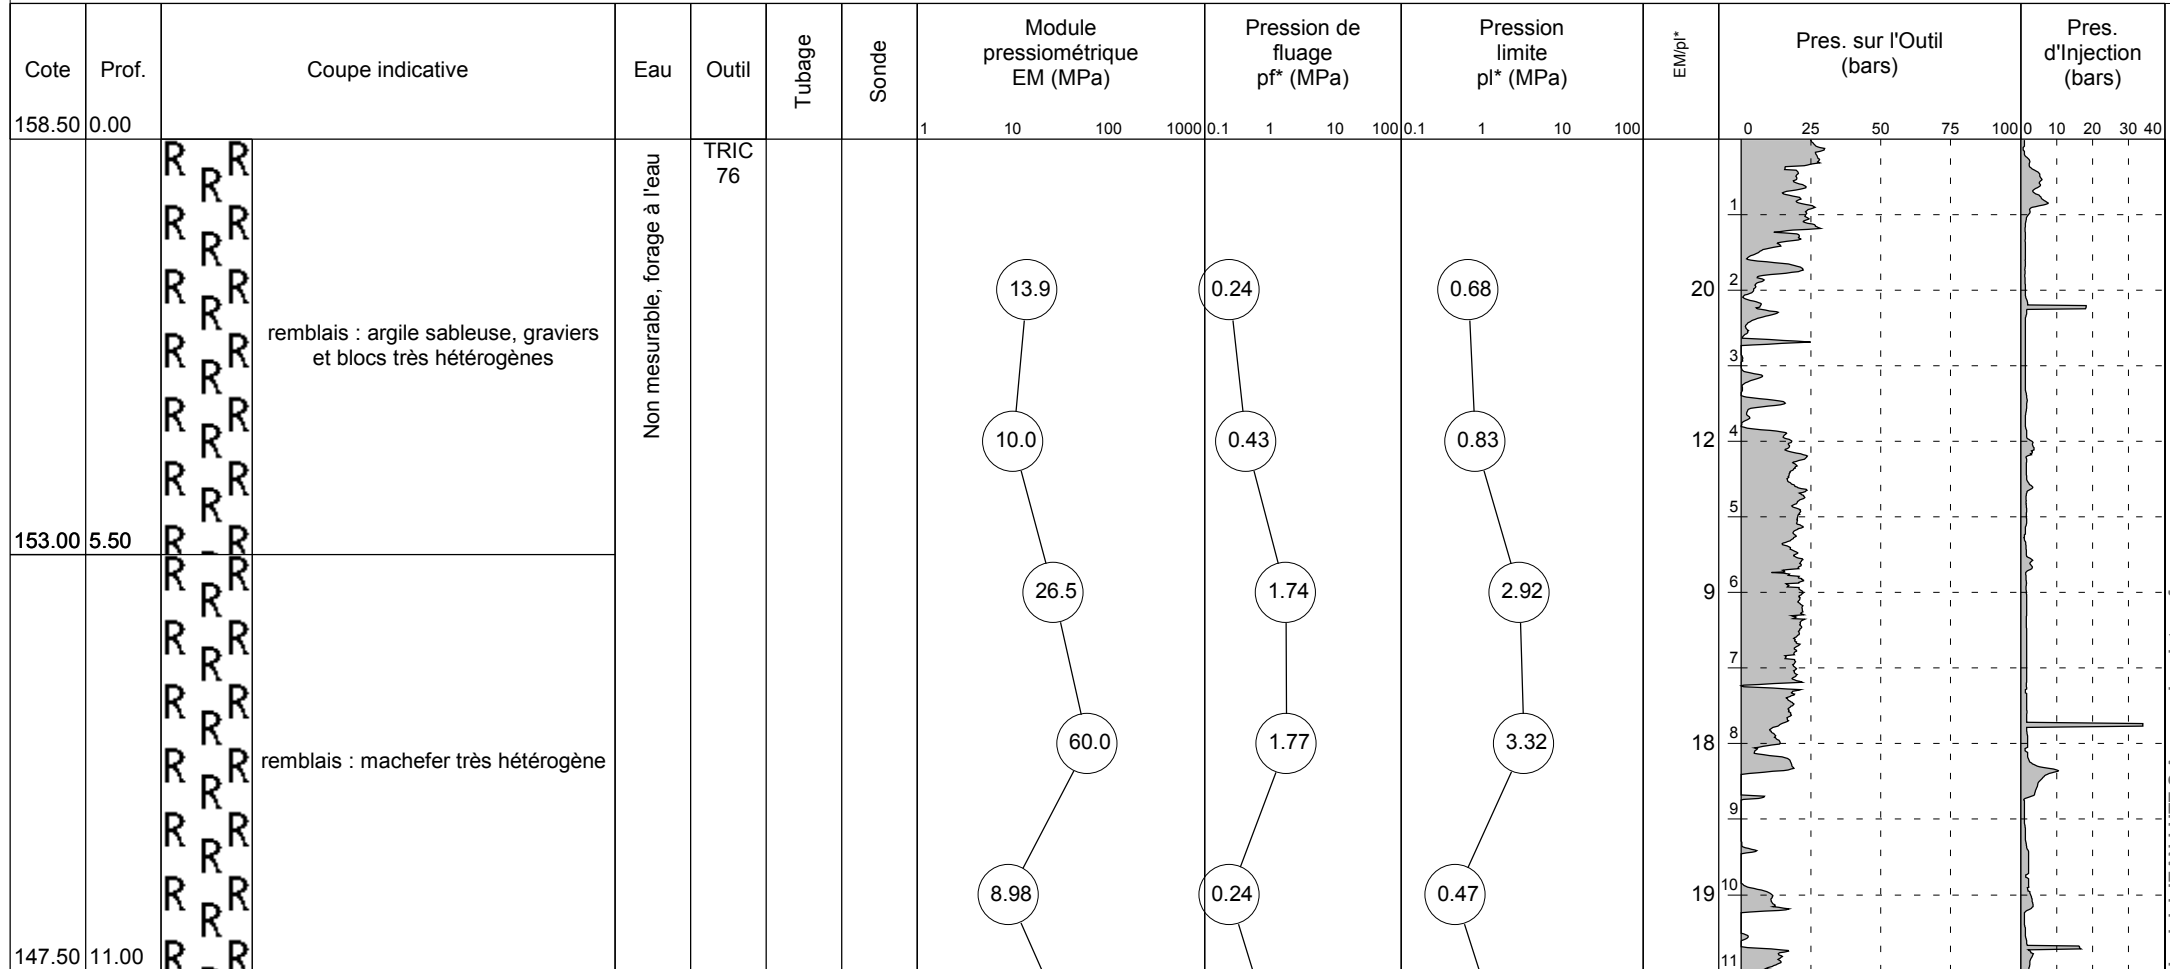 Cote
Prof.
Coupe indicative
Eau
Outil
Tubage
Sonde
Module
pressiométrique
EM (MPa)
Pression de
fluage
pf* (MPa)
Pression
limite
pl* (MPa)
EM/pl*
Pres. sur l'Outil
(bars)
Pres.
d'Injection
(bars)
158.50 0.00
1 10 100 1000
0.1 1 10 100
0.1 1 10 100
0 25 50 75 100
0 10 20 30 40
R R R
R R R
R R R
R R R
R R R
R R R
R R
remblais : argile sableuse, graviers
et blocs très hétérogènes
Non mesurable, forage à l'eau
TRIC
76
1
13.9 0.24 0.68 20 2
3
10.0 0.43 0.83 12 4
5
153.00 5.50
R R R
R R R
R R R
R R R
R R R
R R R
R R
remblais : machefer très hétérogène
26.5 1.74 2.92 9 6
7
60.0 1.77 3.32 18 8
9
8.98 0.24 0.47 19 10
147.50 11.00
11